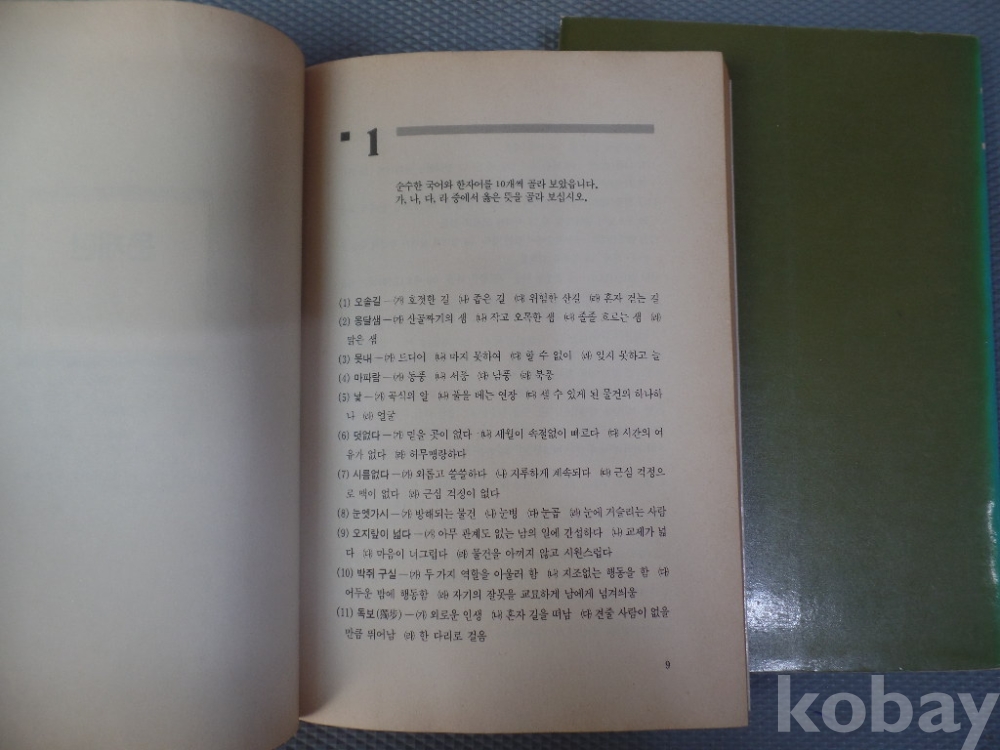 1
순수한 국어와 한자어를 10개씩 골라 보았읍니다.
가, 나, 다, 라 중에서 옳은 뜻을 골라 보십시오.
(1) 오솔길—㈎ 호젓한 길 ㈏ 좁은 길 ㈐ 위험한 산길 ㈑ 혼자 걷는 길
(2) 옹달샘—㈎ 산골짜기의 샘 ㈏ 작고 오목한 샘 ㈐ 졸졸 흐르는 샘 ㈑
맑은 샘
(3) 못내—㈎ 드디어 ㈏ 마지 못하여 ㈐ 할 수 없이 ㈑ 잊지 못하고 늘
(4) 마파람—㈎ 동풍 ㈏ 서풍 ㈐ 남풍 ㈑ 북풍
(5) 낯—㈎ 곡식의 알 ㈏ 풀을 베는 연장 ㈐ 셀 수 있게 된 물건의 하나하
나 ㈑ 얼굴
(6) 덧없다—㈎ 믿을 곳이 없다 ㈏ 세월이 속절없이 빠르다 ㈐ 시간의 여
유가 없다 ㈑ 허무맹랑하다
(7) 시름없다—㈎ 외롭고 쓸쓸하다 ㈏ 지루하게 계속되다 ㈐ 근심 걱정으
로 맥이 없다 ㈑ 근심 걱정이 없다
(8) 눈엣가시—㈎ 방해되는 물건 ㈏ 눈병 ㈐ 눈곱 ㈑ 눈에 거슬리는 사람
(9) 오지랖이 넓다—㈎ 아무 관계도 없는 남의 일에 간섭하다 ㈏ 교제가 넓
다 ㈐ 마음이 너그럽다 ㈑ 물건을 아끼지 않고 시원스럽다
(10) 박쥐 구실—㈎ 두가지 역할을 아울러 함 ㈏ 지조없는 행동을 함 ㈐
어두운 밤에 행동함 ㈑ 자기의 잘못을 교묘하게 남에게 넘겨씌움
(11) 독보(獨步)—㈎ 외로운 인생 ㈏ 혼자 길을 떠남 ㈐ 견줄 사람이 없을
만큼 뛰어남 ㈑ 한 다리로 걸음
9
kobay